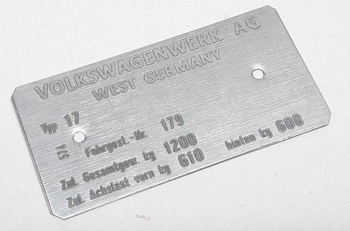 VOLKSWAGENWERK AG
WEST GERMANY
Typ 17
Fahrgest.-Nr. 179
Zul. Gesamtgew. kg 1200
Zul. Achslast vorn kg 610 hinten kg 600